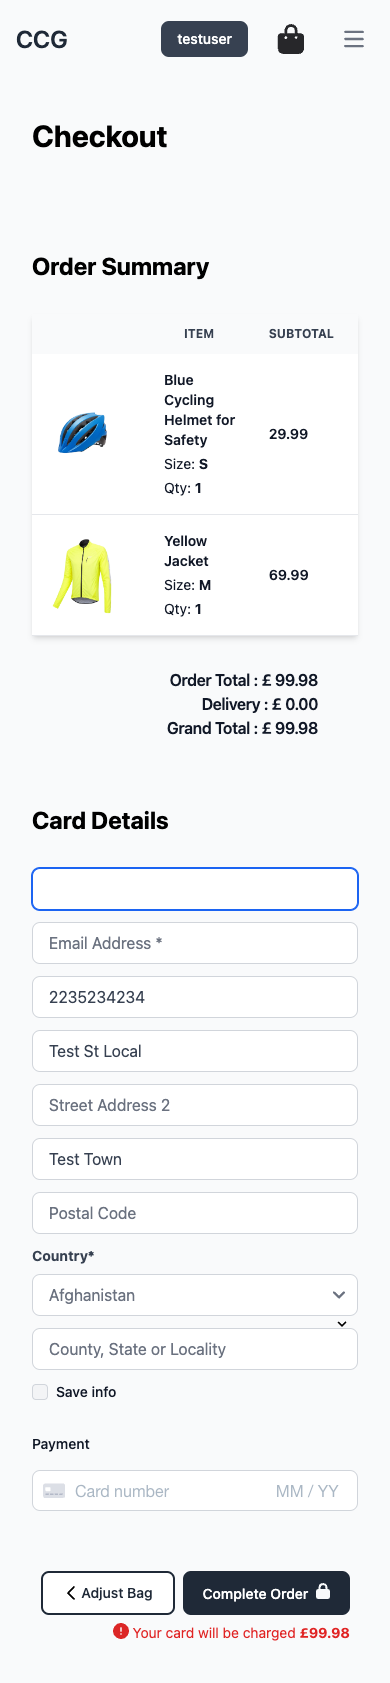 CCG
testuser
Checkout
Order Summary
ITEM SUBTOTAL
Blue
Cycling
Helmet for
Safety
Size: S
Qty: 1
29.99
Yellow
Jacket
Size: M
Qty: 1
69.99
Order Total : £ 99.98
Delivery : £ 0.00
Grand Total : £ 99.98
Card Details
Email Address *
2235234234
Test St Local
Street Address 2
Test Town
Postal Code
Country*
Afghanistan
County, State or Locality
Save info
Payment
Card number MM / YY
Adjust Bag
Complete Order
Your card will be charged £99.98